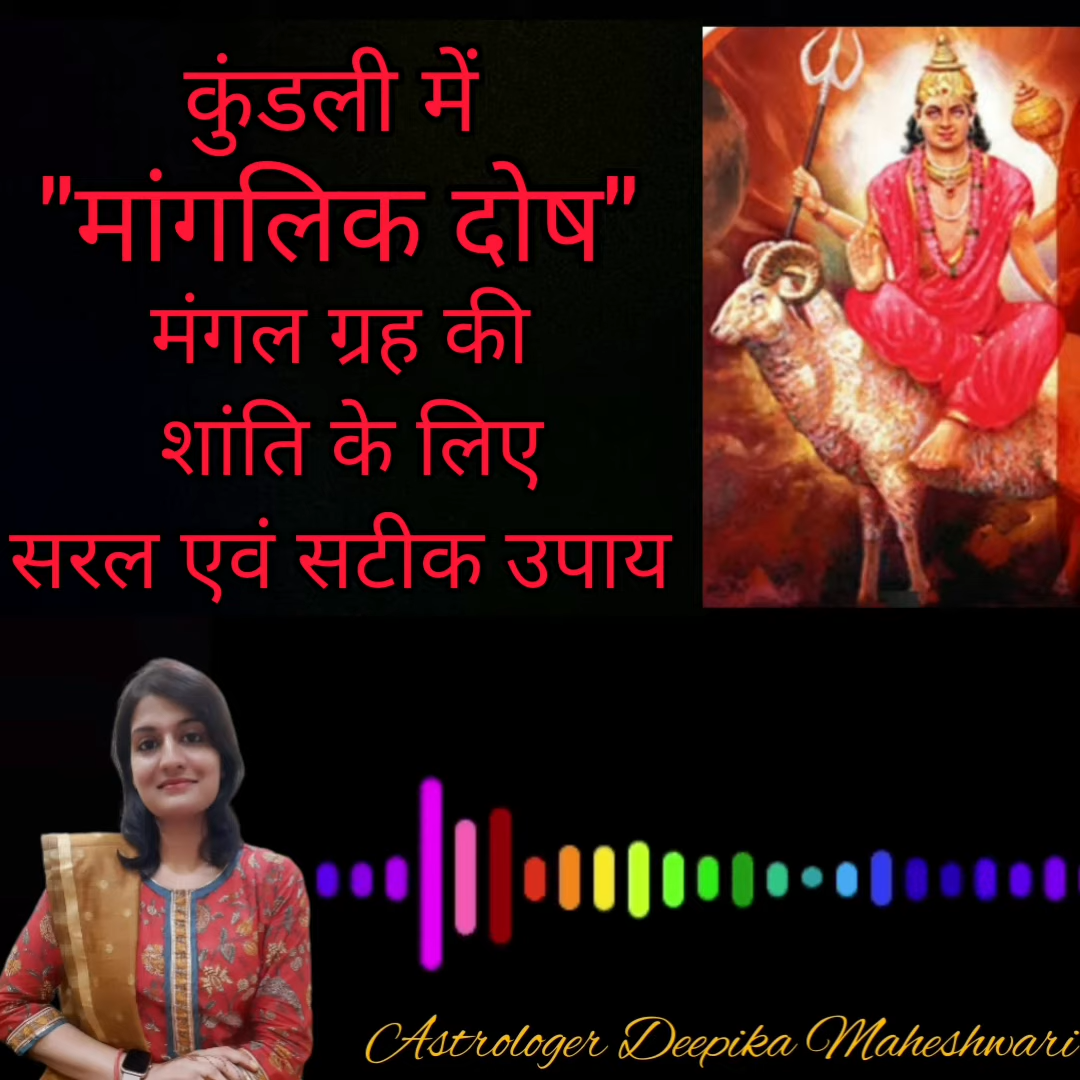 कुंडली में
"मांगलिक दोष"
मंगल ग्रह की
शांति के लिए
सरल एवं सटीक उपाय
Astrologer Deepika Maheshwari